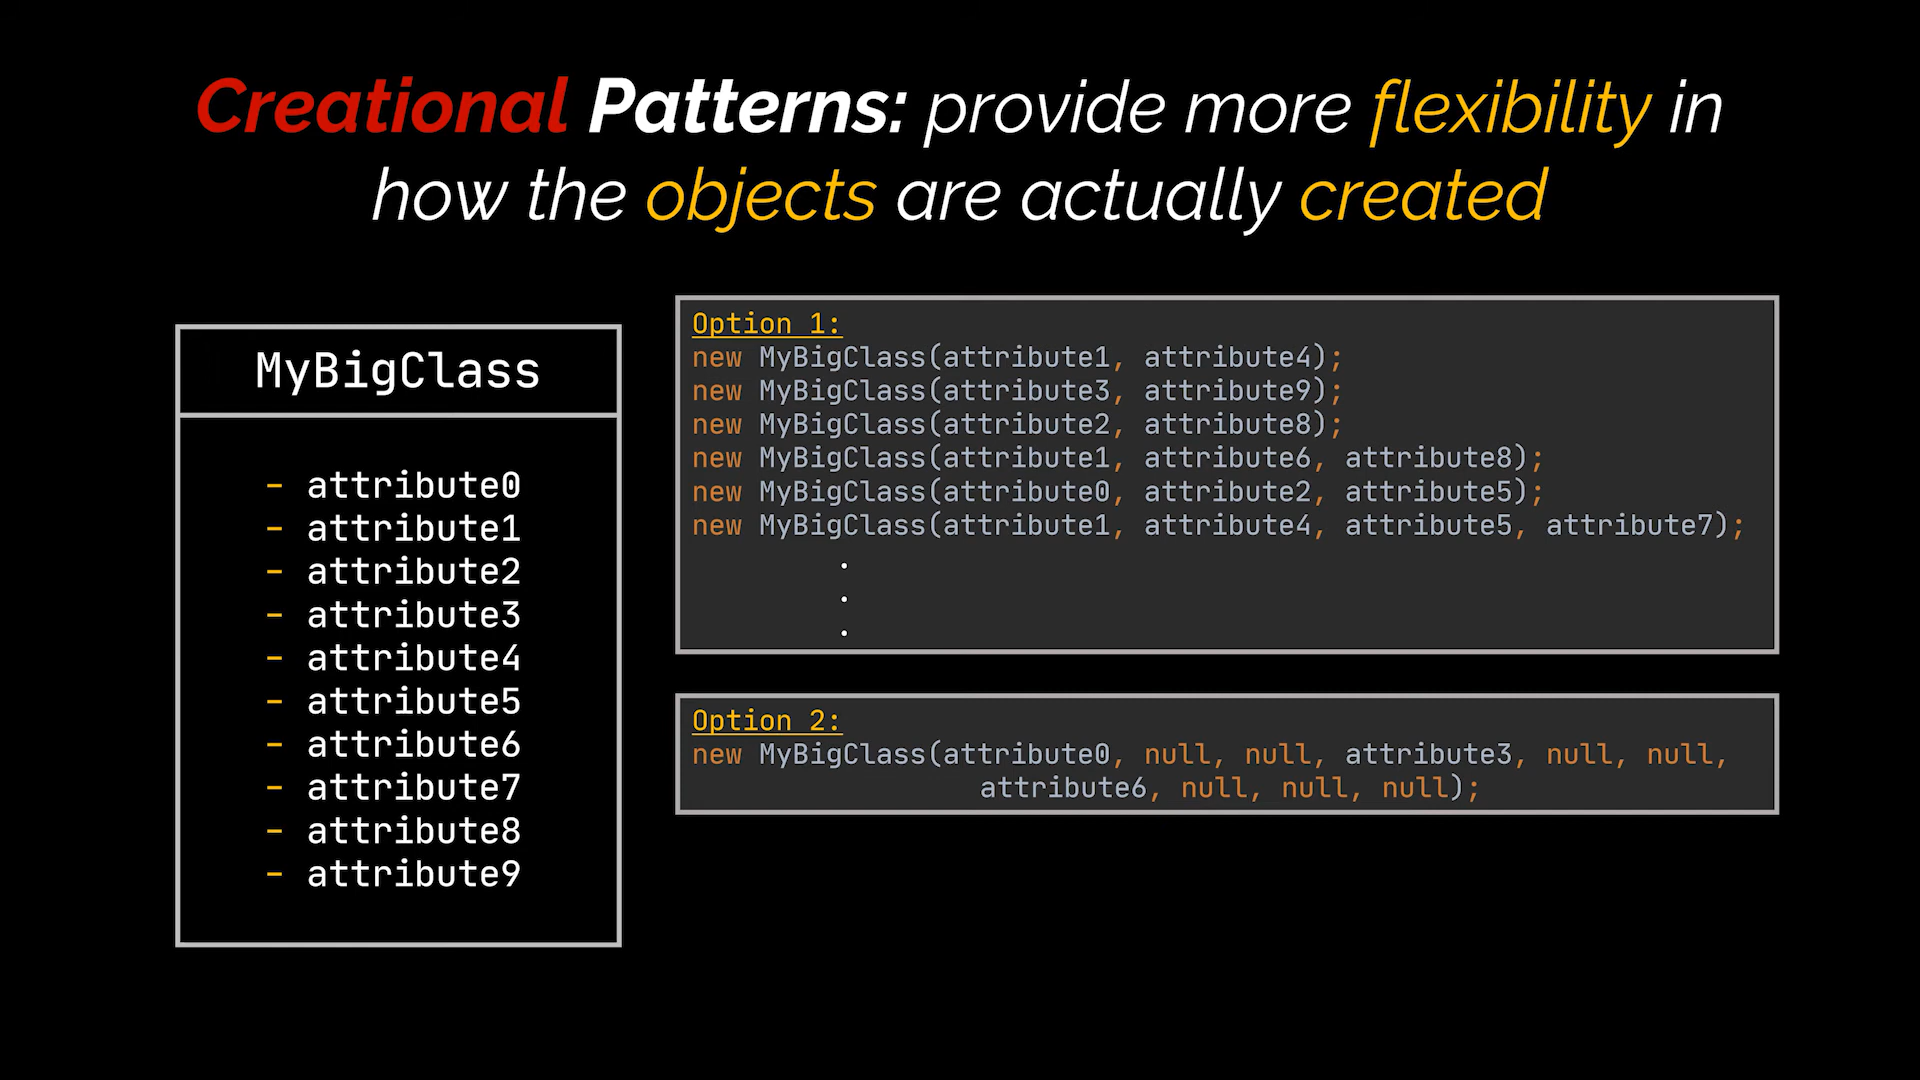 Creational Patterns: provide more flexibility in
how the objects are actually created
MyBigClass
- attribute0
- attribute1
- attribute2
- attribute3
- attribute4
- attribute5
- attribute6
- attribute7
- attribute8
- attribute9
Option 1:
new MyBigClass(attribute1, attribute4);
new MyBigClass(attribute3, attribute9);
new MyBigClass(attribute2, attribute8);
new MyBigClass(attribute1, attribute6, attribute8);
new MyBigClass(attribute0, attribute2, attribute5);
new MyBigClass(attribute1, attribute4, attribute5, attribute7);
.
.
.
Option 2:
new MyBigClass(attribute0, null, null, attribute3, null, null,
attribute6, null, null, null);